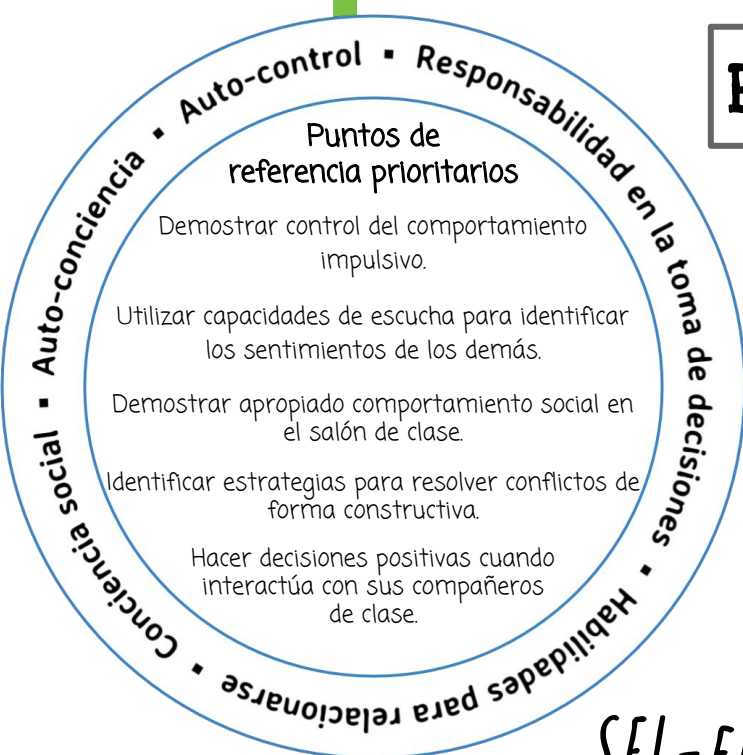 Auto-conciencia ▪ Auto-control ▪ Responsabilidad en la toma de decisiones ▪ Habilidades para relacionarse ▪ Conciencia social ▪
Puntos de
referencia prioritarios
Demostrar control del comportamiento
impulsivo.
Utilizar capacidades de escucha para identificar
los sentimientos de los demás.
Demostrar apropiado comportamiento social en
el salón de clase.
Identificar estrategias para resolver conflictos de
forma constructiva.
Hacer decisiones positivas cuando
interactúa con sus compañeros
de clase.